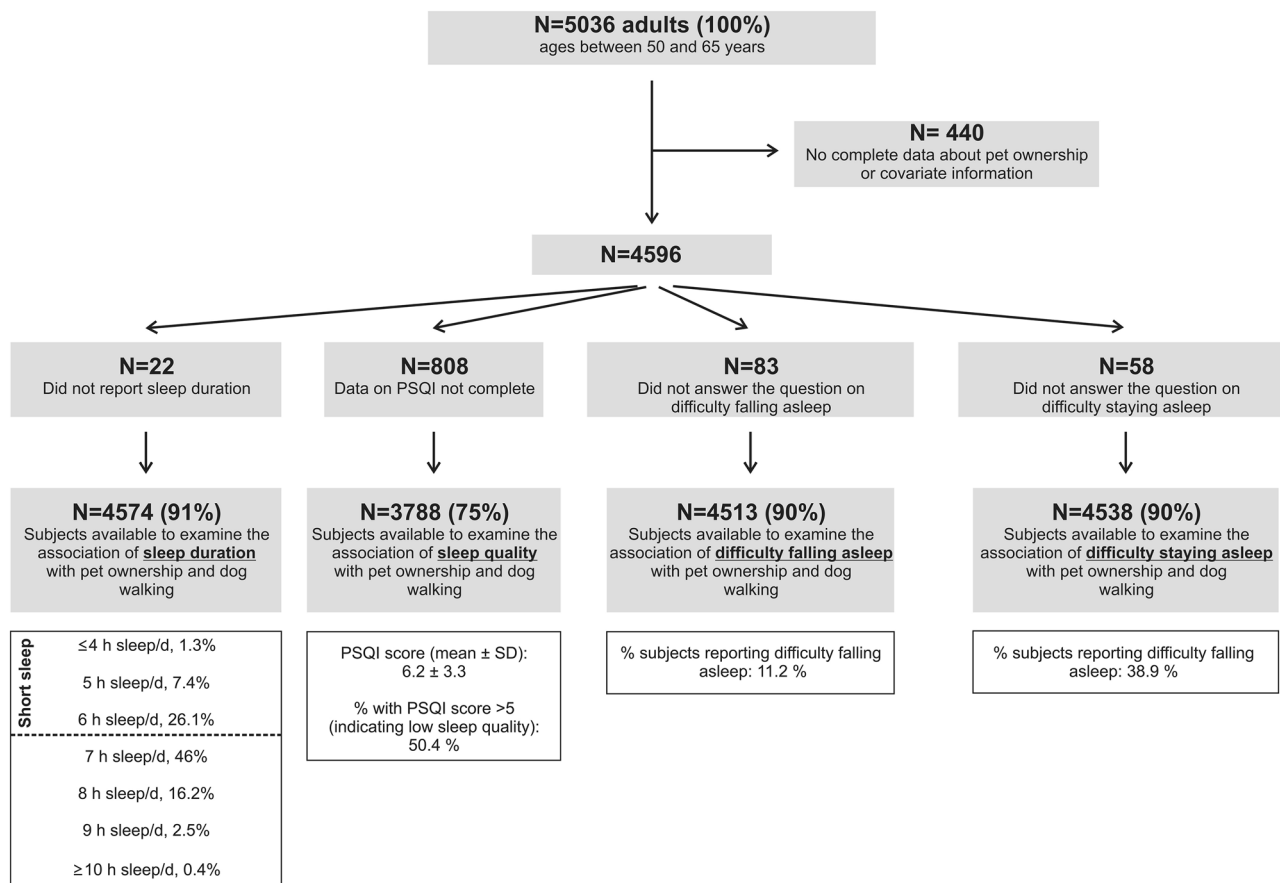 N=5036 adults (100%)
ages between 50 and 65 years
N= 440
No complete data about pet ownership
or covariate information
N=4596
N=22
Did not report sleep duration
N=808
Data on PSQI not complete
N=83
Did not answer the question on
difficulty falling asleep
N=58
Did not answer the question on
difficulty staying asleep
N=4574 (91%)
Subjects available to examine the
association of sleep duration
with pet ownership and dog
walking
N=3788 (75%)
Subjects available to examine the
association of sleep quality
with pet ownership and dog
walking
N=4513 (90%)
Subjects available to examine the
association of difficulty falling asleep
with pet ownership and dog
walking
N=4538 (90%)
Subjects available to examine the
association of difficulty staying asleep
with pet ownership and dog
walking
Short sleep
≤4 h sleep/d, 1.3%
5 h sleep/d, 7.4%
6 h sleep/d, 26.1%
7 h sleep/d, 46%
8 h sleep/d, 16.2%
9 h sleep/d, 2.5%
≥10 h sleep/d, 0.4%
PSQI score (mean ± SD):
6.2 ± 3.3
% with PSQI score >5
(indicating low sleep quality):
50.4 %
% subjects reporting difficulty falling
asleep: 11.2 %
% subjects reporting difficulty falling
asleep: 38.9 %